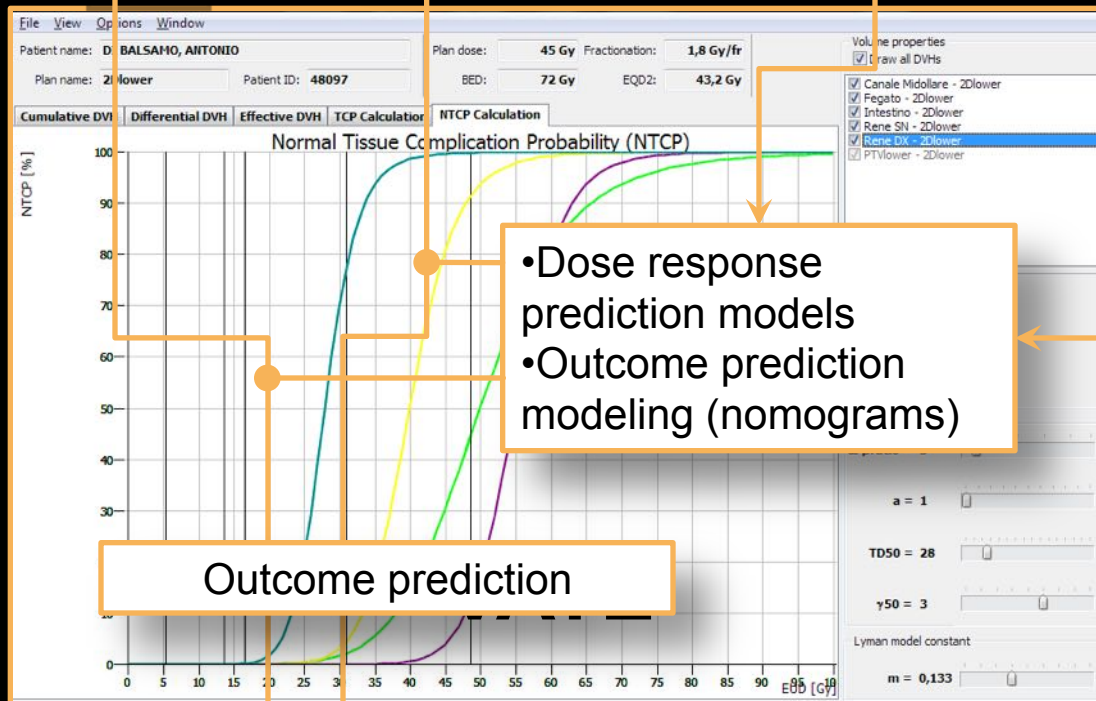 File View Options Window
Patient name: DI BALSAMO, ANTONIO Plan dose: 45 Gy Fractionation: 1,8 Gy/fr
Plan name: 2Dlower Patient ID: 48097 BED: 72 Gy EQD2: 43,2 Gy
Volume properties
Draw all DVHs
Canale Midollare - 2Dlower
Fegato - 2Dlower
Intestino - 2Dlower
Rene SN - 2Dlower
Rene DX - 2Dlower
PTVlower - 2Dlower
Cumulative DVH Differential DVH Effective DVH TCP Calculation NTCP Calculation
Normal Tissue Complication Probability (NTCP)
NTCP [%]
100
90
80
70
60
50
40
30
10
0
0 5 10 15 20 25 30 35 40 45 50 55 60 65 70 75 80 85 90 95
EUD [Gy]
•Dose response
prediction models
•Outcome prediction
modeling (nomograms)
Outcome prediction
a = 1
TD50 = 28
γ50 = 3
Lyman model constant
m = 0,133